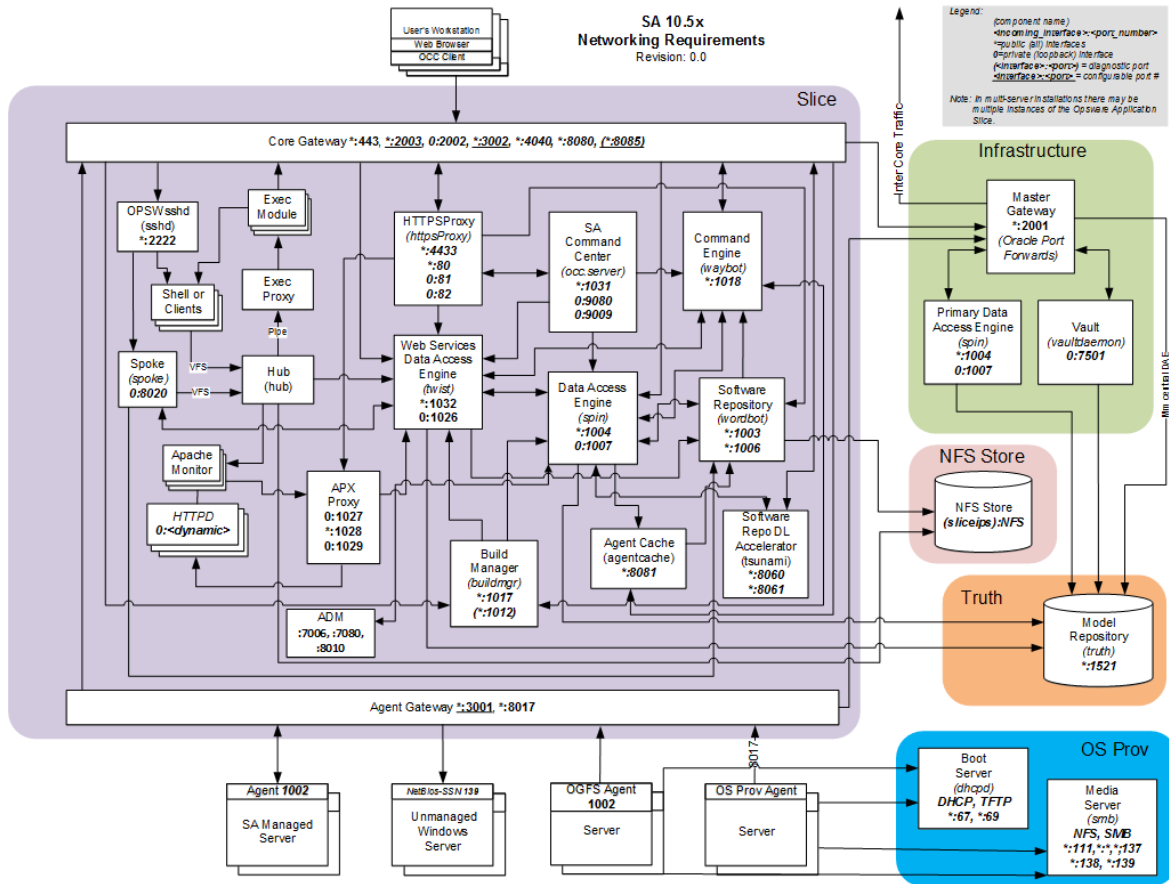 SA 10.5x
Networking Requirements
Revision: 0.0
Legend:
(component name)
<incoming_interface>:<port_number>
*=public (all) interfaces
0=private (loopback) interface
(<interface>:<port>) = diagnostic port
<interface>:<port> = configurable port #
Note: In multi-server installations there may be
multiple instances of the Opsware Application
Slice.
User's Workstation
Web Browser
OCC Client
Slice
Core Gateway *:443, *:2003, 0:2002, *:3002, *:4040, *:8080, (*:8085)
OPSWsshd
(sshd)
*:2222
Exec
Module
Exec
Proxy
Shell or
Clients
Pipe
VFS
VFS
Spoke
(spoke)
0:8020
Hub
(hub)
Apache
Monitor
HTTPD
0:<dynamic>
APX
Proxy
0:1027
*:1028
0:1029
ADM
:7006, :7080,
:8010
HTTPSProxy
(httpsProxy)
*:4433
*:80
0:81
0:82
SA
Command
Center
(occ.server)
*:1031
0:9080
0:9009
Command
Engine
(waybot)
*:1018
Web Services
Data Access
Engine
(twist)
*:1032
0:1026
Data Access
Engine
(spin)
*:1004
0:1007
Software
Repository
(wordbot)
*:1003
*:1006
Build
Manager
(buildmgr)
*:1017
(*:1012)
Agent Cache
(agentcache)
*:8081
Software
Repo DL
Accelerator
(tsunami)
*:8060
*:8061
Agent Gateway *:3001, *:8017
Inter Core Traffic
Infrastructure
Master
Gateway
*:2001
(Oracle Port
Forwards)
Primary Data
Access Engine
(spin)
*:1004
0:1007
Vault
(vaultdaemon)
0:7501
Mm central DAE
NFS Store
NFS Store
(sliceips):NFS
Truth
Model
Repository
(truth)
*:1521
OS Prov
Boot
Server
(dhcpd)
DHCP, TFTP
*:67, *:69
Media
Server
(smb)
NFS, SMB
*:111,*:*,*;137
*:138, *:139
8017
Agent 1002
SA Managed
Server
NetBios-SSN 139
Unmanaged
Windows
Server
OGFS Agent
1002
Server
OS Prov Agent
Server